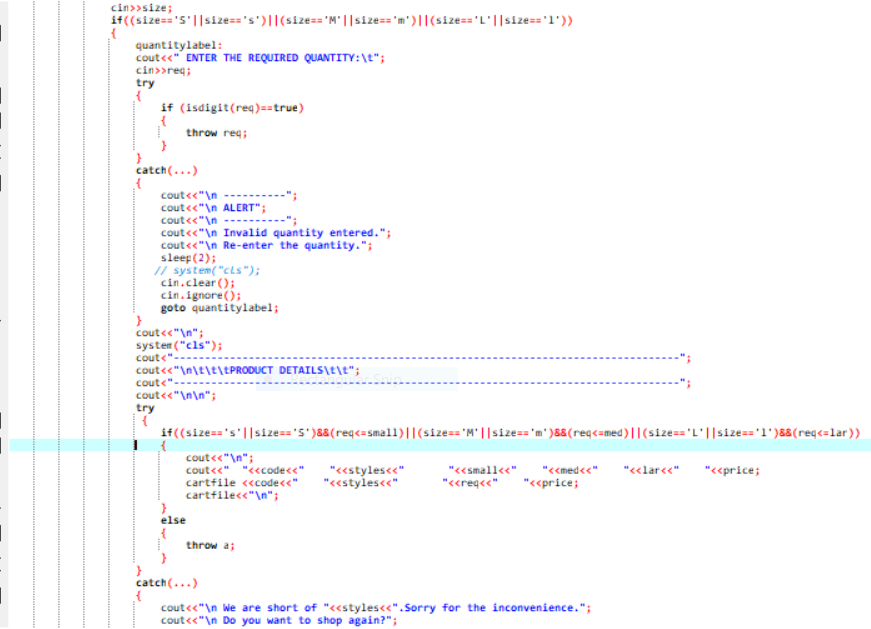 cin>>size;
if((size=='S'||size=='s')||(size=='M'||size=='m')||(size=='L'||size=='l'))
{
quantitylabel:
cout<<" ENTER THE REQUIRED QUANTITY:\t";
cin>>req;
try
{
if (isdigit(req)==true)
{
throw req;
}
}
catch(...)
{
cout<<"\n ----------";
cout<<"\n ALERT";
cout<<"\n ----------";
cout<<"\n Invalid quantity entered.";
cout<<"\n Re-enter the quantity.";
sleep(2);
// system("cls");
cin.clear();
cin.ignore();
goto quantitylabel;
}
cout<<"\n";
system("cls");
cout<"---------------------------------------------------------------------------------";
cout<<"\n\t\t\tPRODUCT DETAILS\t\t";
cout<"---------------------------------------------------------------------------------";
cout<<"\n\n";
try
{
if((size=='s'||size=='S')&&(req<=small)||(size=='M'||size=='m')&&(req<=med)||(size=='L'||size=='l')&&(req<=lar))
{
cout<<"\n";
cout<<"  "<<code<<"     "<<styles<<"       "<<small<<"    "<<med<<"     "<<lar<<"     "<<price;
cartfile <<code<<"    "<<styles<<"       "<<req<<"    "<<price;
cartfile<<"\n";
}
else
{
throw a;
}
}
catch(...)
{
cout<<"\n We are short of "<<styles<<".Sorry for the inconvenience.";
cout<<"\n Do you want to shop again?";